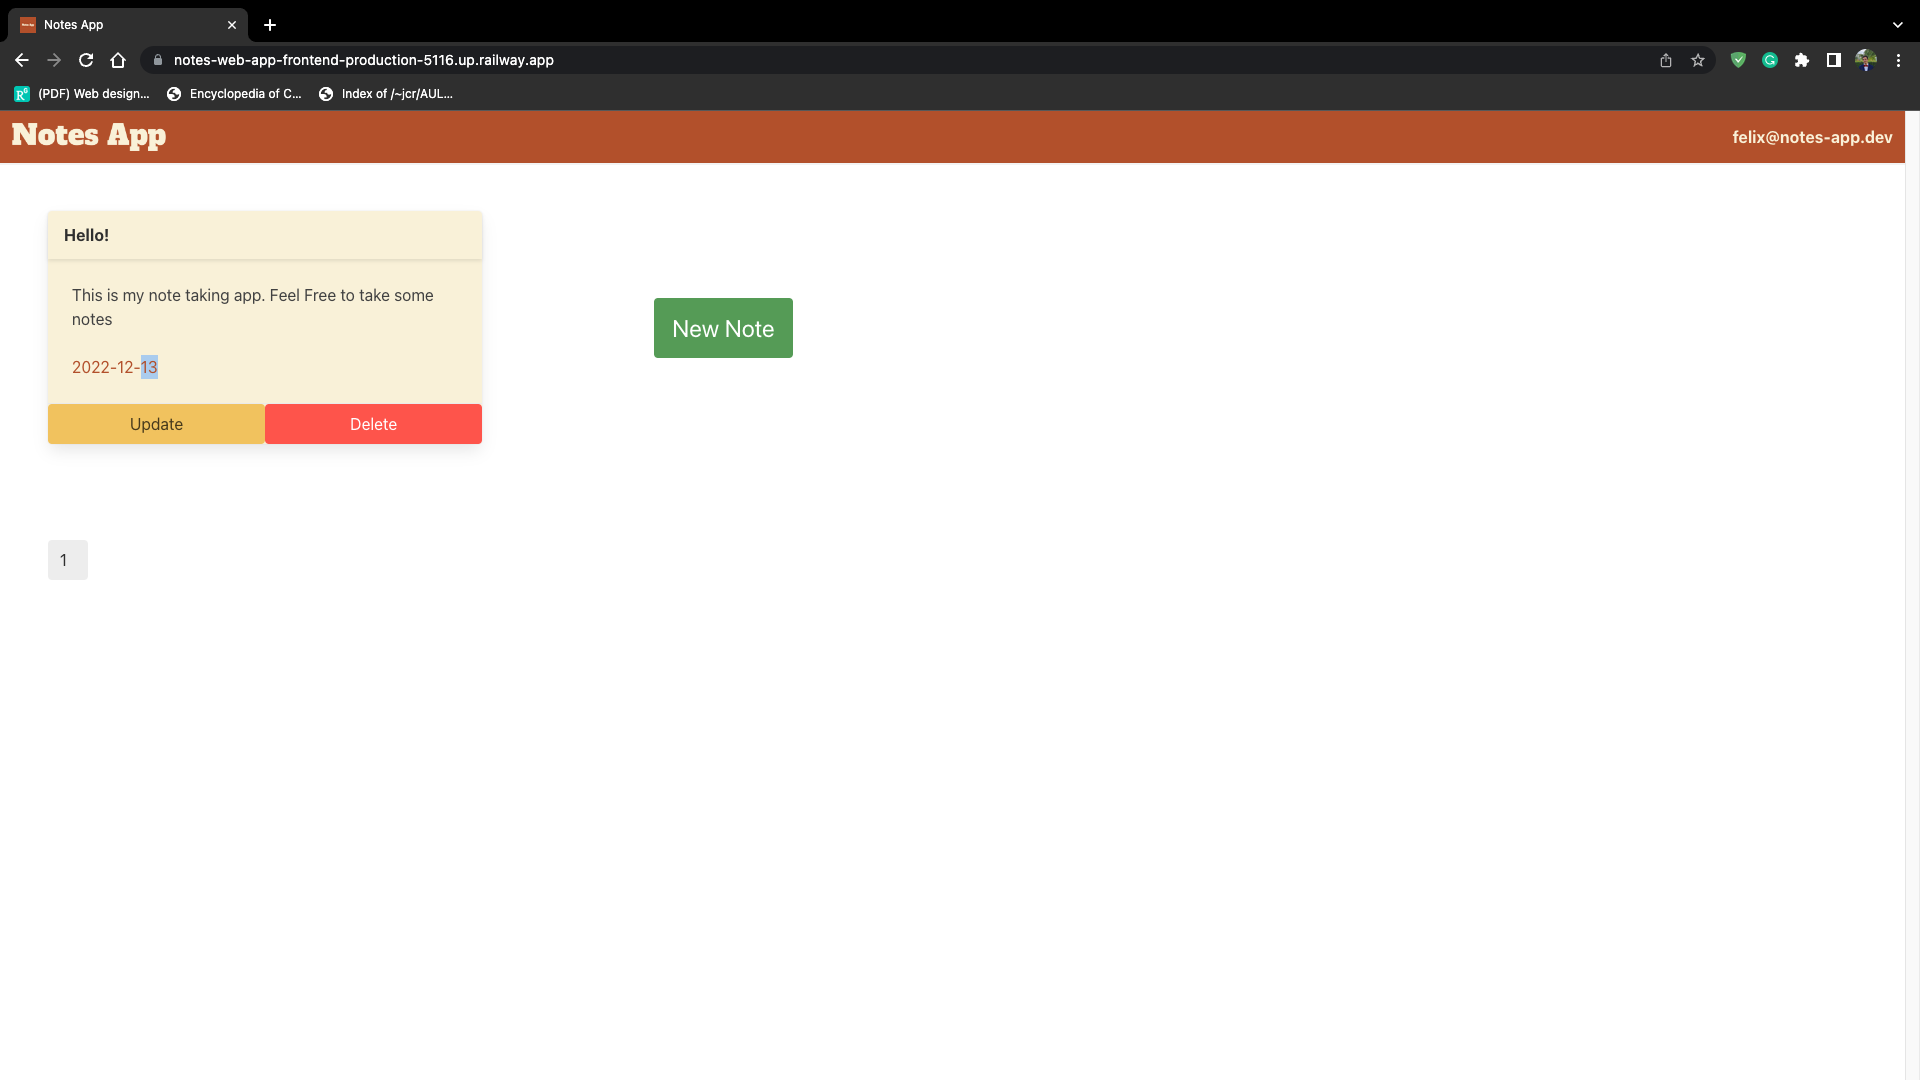 Notes App
notes-web-app-frontend-production-5116.up.railway.app
(PDF) Web design...
Encyclopedia of C...
Index of /~jcr/AUL...
Notes App
felix@notes-app.dev
Hello!
This is my note taking app. Feel Free to take some
notes
2022-12-13
Update
Delete
New Note
1